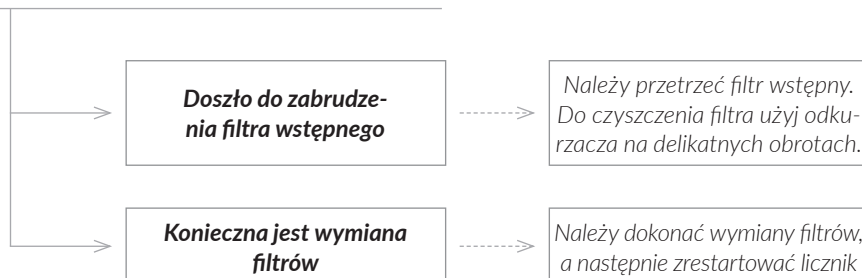 Doszło do zabrudze-
nia filtra wstępnego
Należy przetrzeć filtr wstępny.
Do czyszczenia filtra użyj odku-
rzacza na delikatnych obrotach.
Konieczna jest wymiana
filtrów
Należy dokonać wymiany filtrów,
a następnie zrestartować licznik